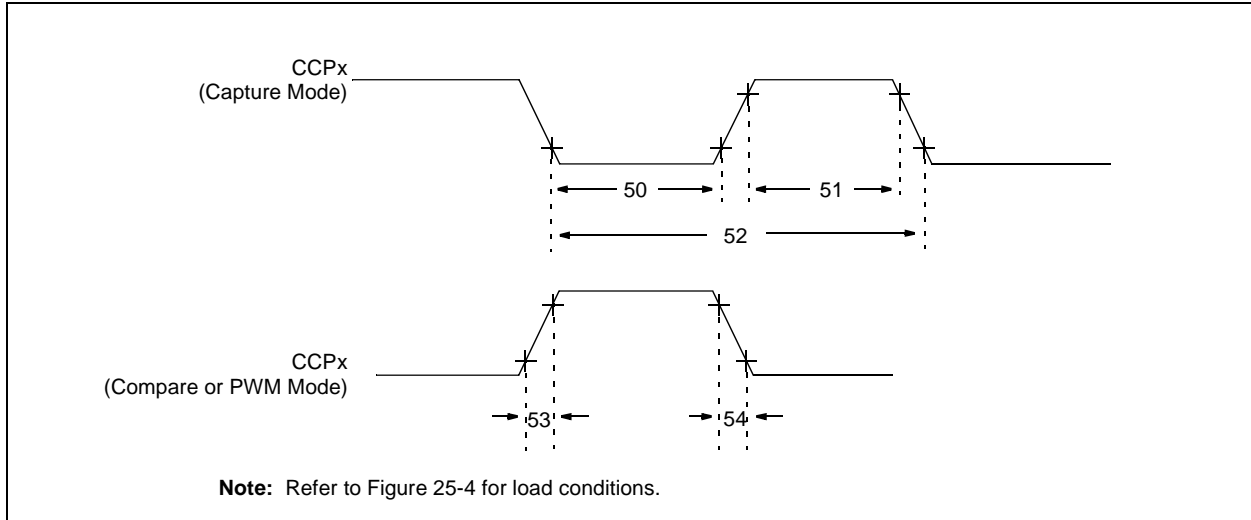 CCPx
(Capture Mode)
50
51
52
CCPx
(Compare or PWM Mode)
53
54
Note: Refer to Figure 25-4 for load conditions.